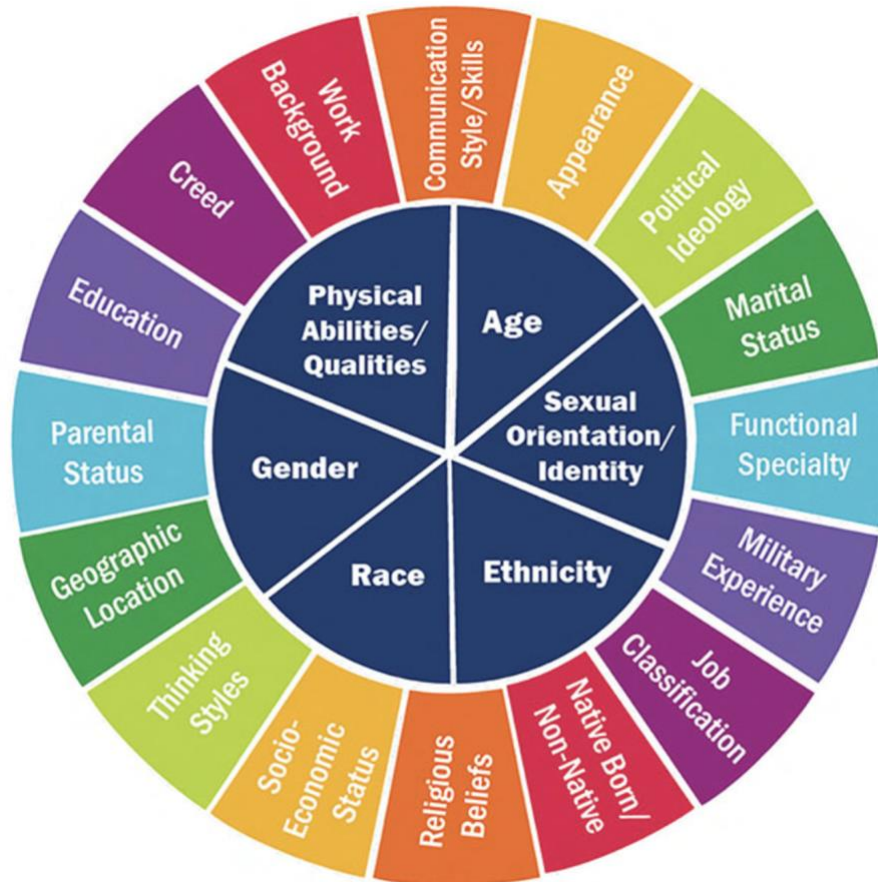 Communication
Style/Skills
Appearance
Political
Ideology
Marital
Status
Functional
Specialty
Military
Experience
Job
Classification
Native Born/
Non-Native
Religious
Beliefs
Socio-
Economic
Status
Thinking
Styles
Geographic
Location
Parental
Status
Education
Creed
Work
Background
Physical
Abilities/
Qualities
Age
Sexual
Orientation/
Identity
Ethnicity
Race
Gender